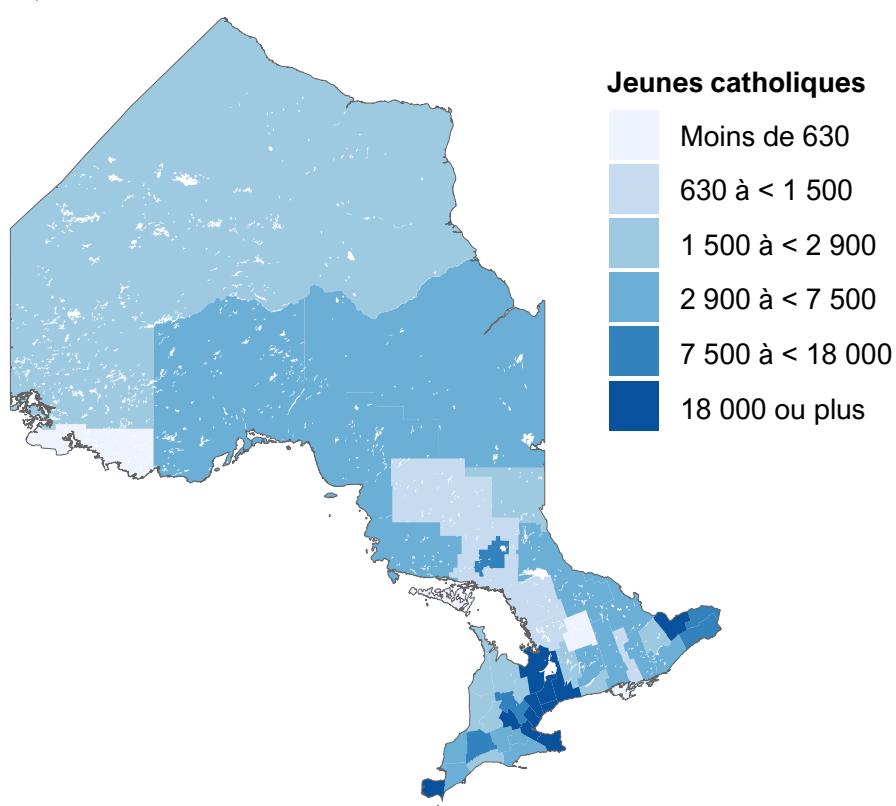 Jeunes catholiques
Moins de 630
630 à < 1 500
1 500 à < 2 900
2 900 à < 7 500
7 500 à < 18 000
18 000 ou plus